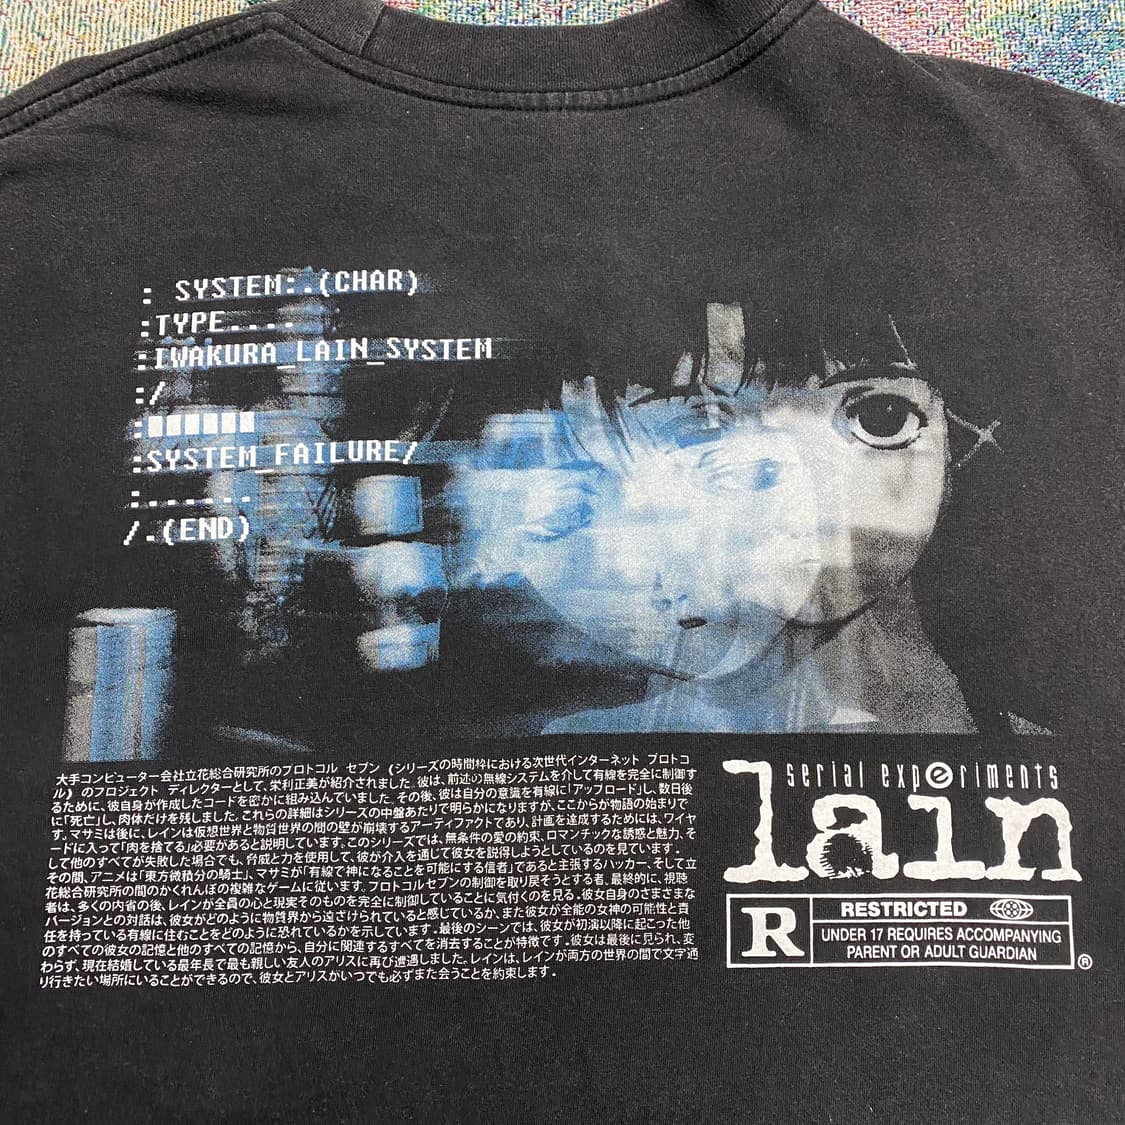 : SYSTEM:.(CHAR)
:TYPE....
:IWAKURA_LAIN_SYSTEM
:/
:■■■■■■
:SYSTEM_FAILURE/
:.......
/.(END)
大手コンピューター会社立花総合研究所のプロトコル セブン (シリーズの時間枠における次世代インターネット プロトコ
ル) のプロジェクト ディレクターとして、栄利正美が紹介されました。彼は、前述の無線システムを介して有線を完全に制御す
るために、彼自身が作成したコードを密かに組み込んでいました。その後、彼は自分の意識を有線に「アップロード」し、数日後
に「死亡」し、肉体だけを残しました。これらの詳細はシリーズの中盤あたりで明らかになりますが、ここからが物語の始まりで
す。マサミは後に、レインは仮想世界と物質世界の間の壁が崩壊するアーティファクトであり、計画を達成するためには、ワイヤ
ードに入って「肉を捨てる」必要があると説明しています。このシリーズでは、無条件の愛の約束、ロマンチックな誘惑と魅力、そ
して他のすべてが失敗した場合でも、脅威と力を使用して、彼が介入を通じて彼女を説得しようとしているのを見ています。
その間、アニメは「東方微積分の騎士」、マサミが「有線で神になることを可能にする信者」であると主張するハッカー、そして立
花総合研究所の間のかくれんぼの複雑なゲームに従います。プロトコルセブンの制御を取り戻そうとする者、最終的に、視聴
者は、多くの内省の後、レインが全員の心と現実そのものを完全に制御していることに気付くのを見る。彼女自身のさまざまな
バージョンとの対話は、彼女がどのように物質界から遠ざけられていると感じているか、また彼女が全能の女神の可能性と責
任を持っている有線に住むことをどのように恐れているかを示しています。最後のシーンでは、彼女が初演以降に起こった他
のすべての彼女の記憶と他のすべての記憶から、自分に関連するすべてを消去することが特徴です。彼女は最後に見られ、変
わらず、現在結婚している最年長で最も親しい友人のアリスに再び遭遇しました。レインは、レインが両方の世界の間で文字通
り行きたい場所にいることができるので、彼女とアリスがいつでも必ずまた会うことを約束します。
serial experiments
lain
R
RESTRICTED
UNDER 17 REQUIRES ACCOMPANYING
PARENT OR ADULT GUARDIAN
®